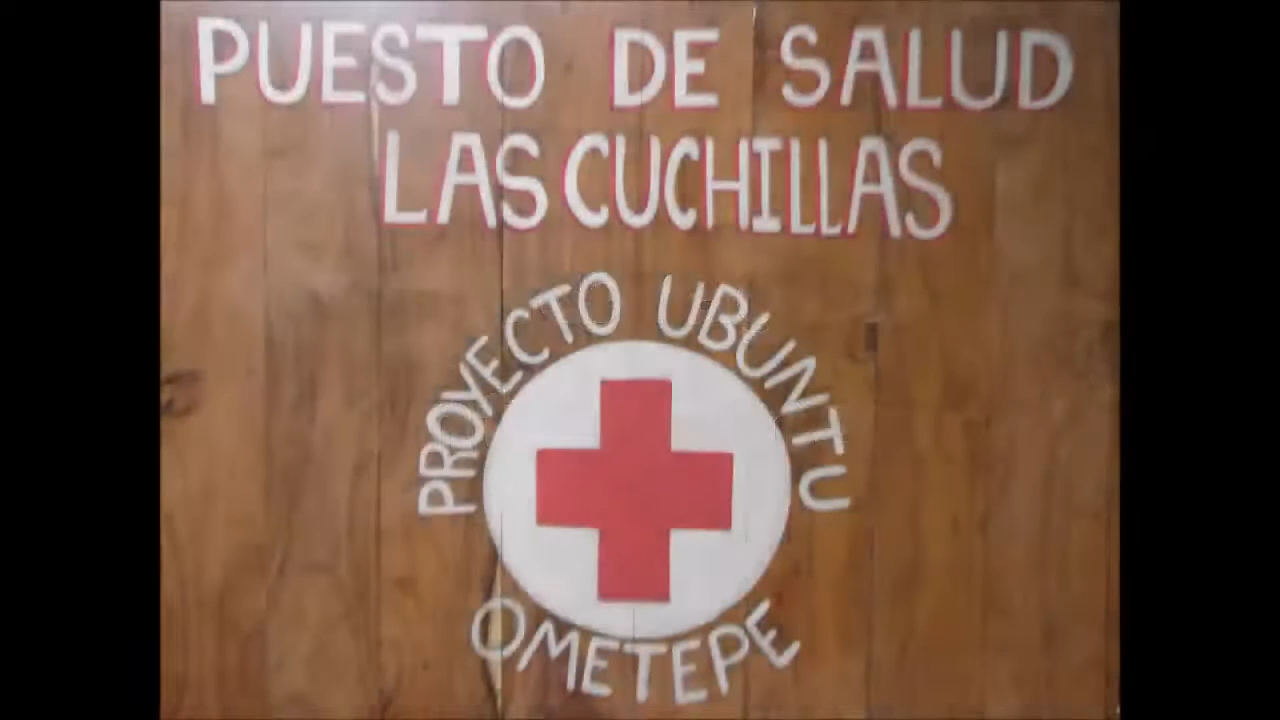 PUESTO DE SALUD
LAS CUCHILLAS
PROYECTO UBUNTU
OMETEPE